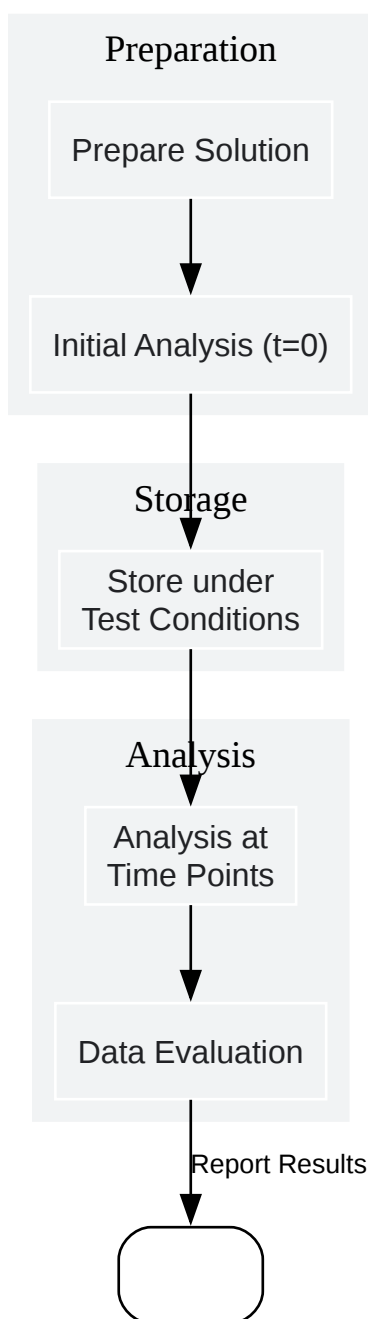 Preparation
Prepare Solution
Initial Analysis (t=0)
Storage
Store under
Test Conditions
Analysis
Analysis at
Time Points
Data Evaluation
Report Results